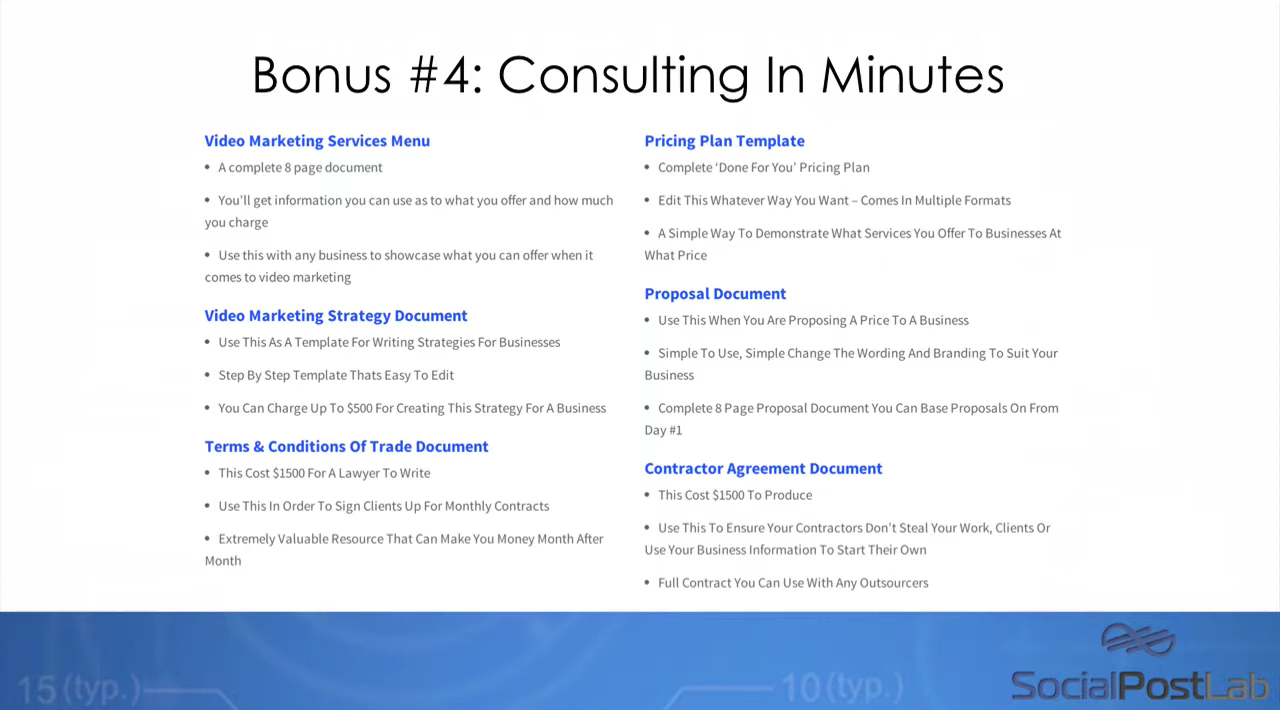 Bonus #4: Consulting In Minutes
Video Marketing Services Menu
• A complete 8 page document
• You'll get information you can use as to what you offer and how much
you charge
• Use this with any business to showcase what you can offer when it
comes to video marketing
Video Marketing Strategy Document
• Use This As A Template For Writing Strategies For Businesses
• Step By Step Template Thats Easy To Edit
• You Can Charge Up To $500 For Creating This Strategy For A Business
Terms & Conditions Of Trade Document
• This Cost $1500 For A Lawyer To Write
• Use This In Order To Sign Clients Up For Monthly Contracts
• Extremely Valuable Resource That Can Make You Money Month After
Month
Pricing Plan Template
• Complete ‘Done For You’ Pricing Plan
• Edit This Whatever Way You Want – Comes In Multiple Formats
• A Simple Way To Demonstrate What Services You Offer To Businesses At
What Price
Proposal Document
• Use This When You Are Proposing A Price To A Business
• Simple To Use, Simple Change The Wording And Branding To Suit Your
Business
• Complete 8 Page Proposal Document You Can Base Proposals On From
Day #1
Contractor Agreement Document
• This Cost $1500 To Produce
• Use This To Ensure Your Contractors Don’t Steal Your Work, Clients Or
Use Your Business Information To Start Their Own
• Full Contract You Can Use With Any Outsourcers
15 (typ.)
10 (typ.)
SocialPostLab